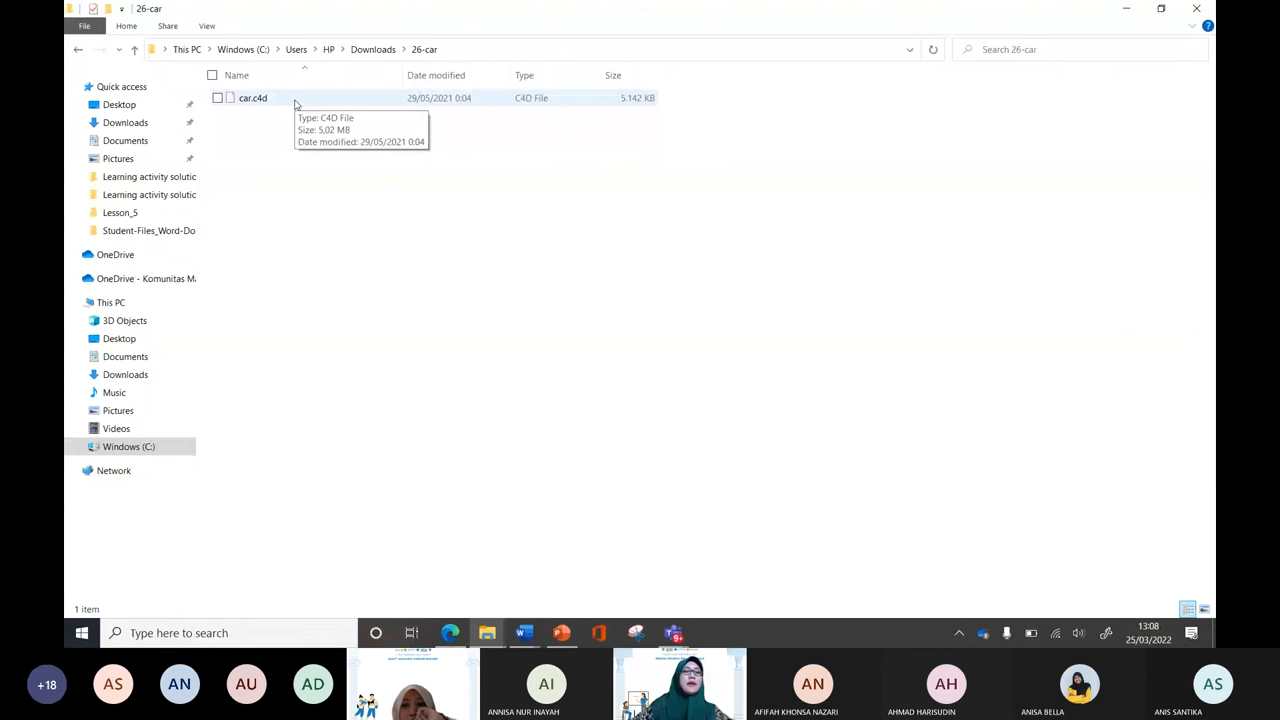 26-car
File
Home
Share
View
This PC
Windows (C:)
Users
HP
Downloads
26-car
Search 26-car
Name
Date modified
Type
Size
car.c4d
29/05/2021 0:04
C4D File
5.142 KB
Type: C4D File
Size: 5,02 MB
Date modified: 29/05/2021 0:04
Quick access
Desktop
Downloads
Documents
Pictures
Learning activity solutic
Learning activity solutic
Lesson_5
Student-Files_Word-Do
OneDrive
OneDrive - Komunitas Ma
This PC
3D Objects
Desktop
Documents
Downloads
Music
Pictures
Videos
Windows (C:)
Network
1 item
Type here to search
13:08
25/03/2022
+18
AS
AN
AU
AD
AI
ANNISA NUR INAYAH
AN
AFIFAH KHONSA NAZARI
AH
AHMAD HARISUDIN
ANISA BELLA
AS
ANIS SANTIKA